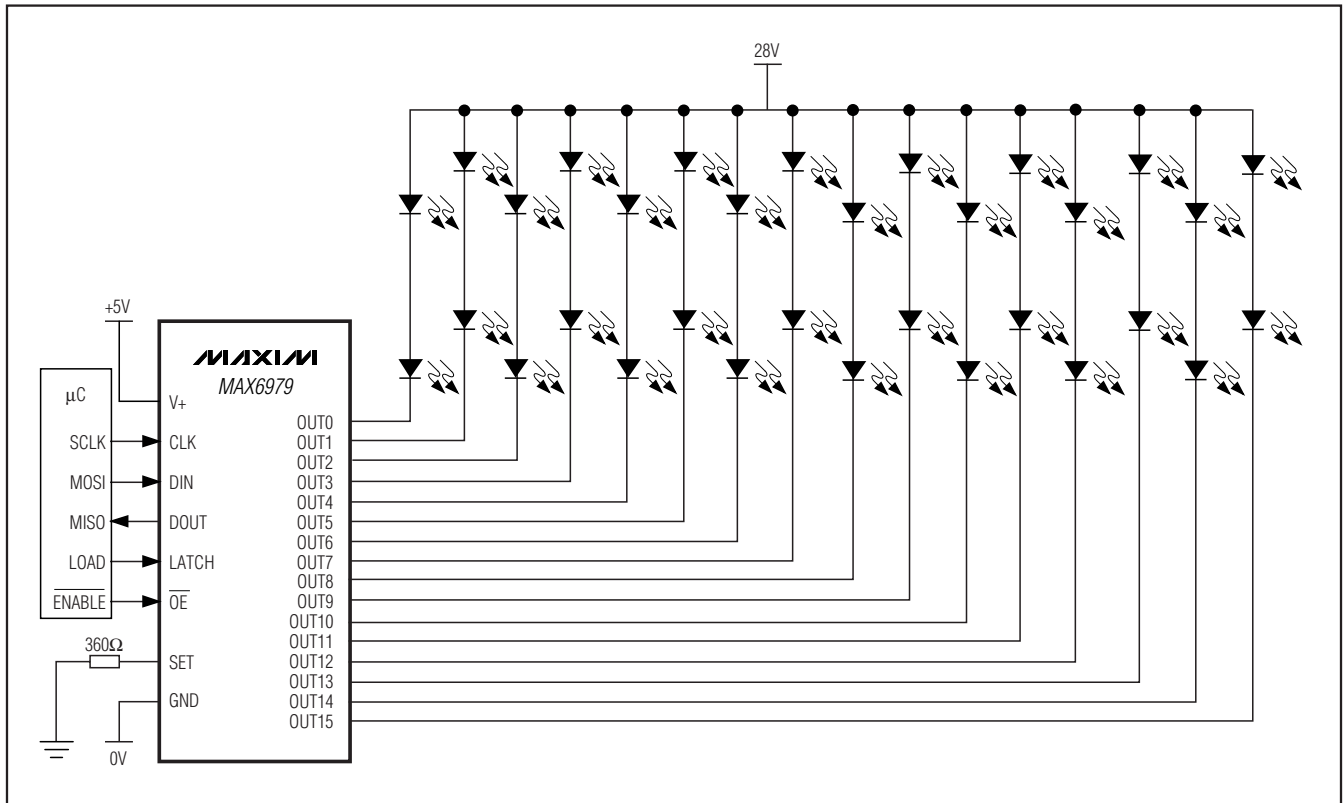 28V
+5V
MAXIM
MAX6979
μC
V+
SCLK
CLK
MOSI
DIN
MISO
DOUT
LOAD
LATCH
ENABLE
OE
360Ω
SET
GND
0V
OUT0
OUT1
OUT2
OUT3
OUT4
OUT5
OUT6
OUT7
OUT8
OUT9
OUT10
OUT11
OUT12
OUT13
OUT14
OUT15